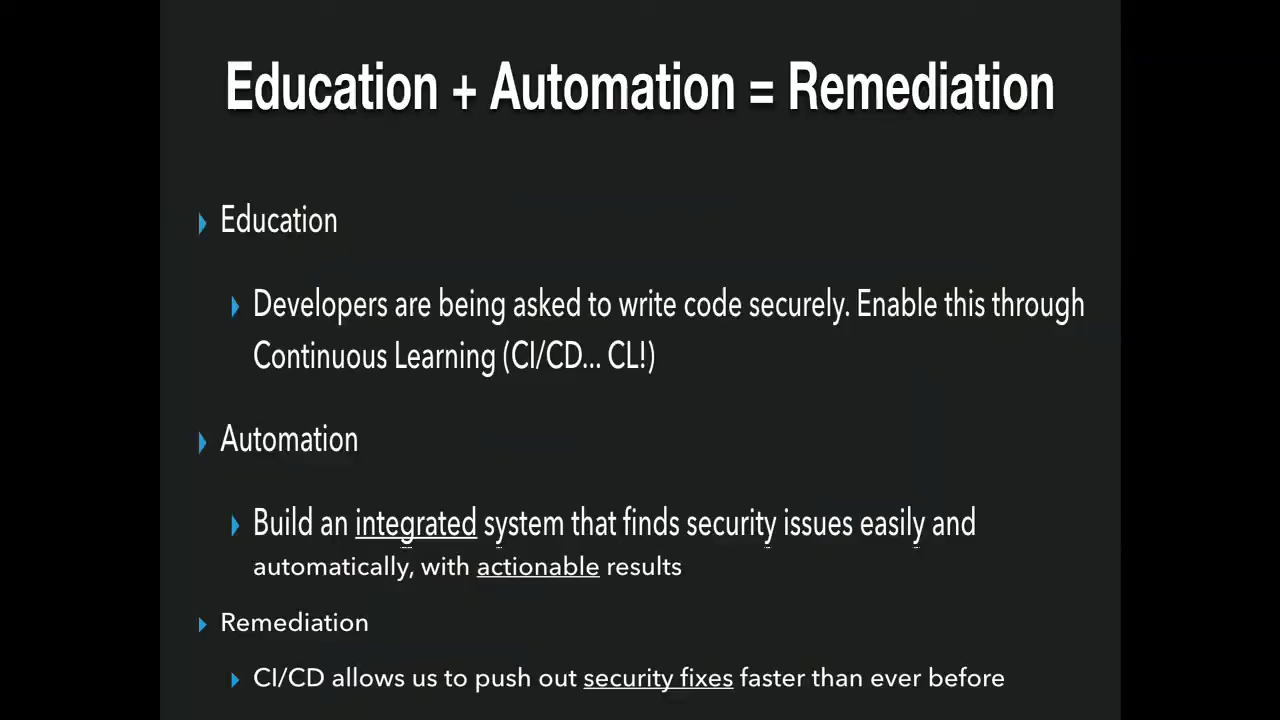 Education + Automation = Remediation
Education
Developers are being asked to write code securely. Enable this through
Continuous Learning (CI/CD... CL!)
Automation
Build an integrated system that finds security issues easily and
automatically, with actionable results
Remediation
CI/CD allows us to push out security fixes faster than ever before